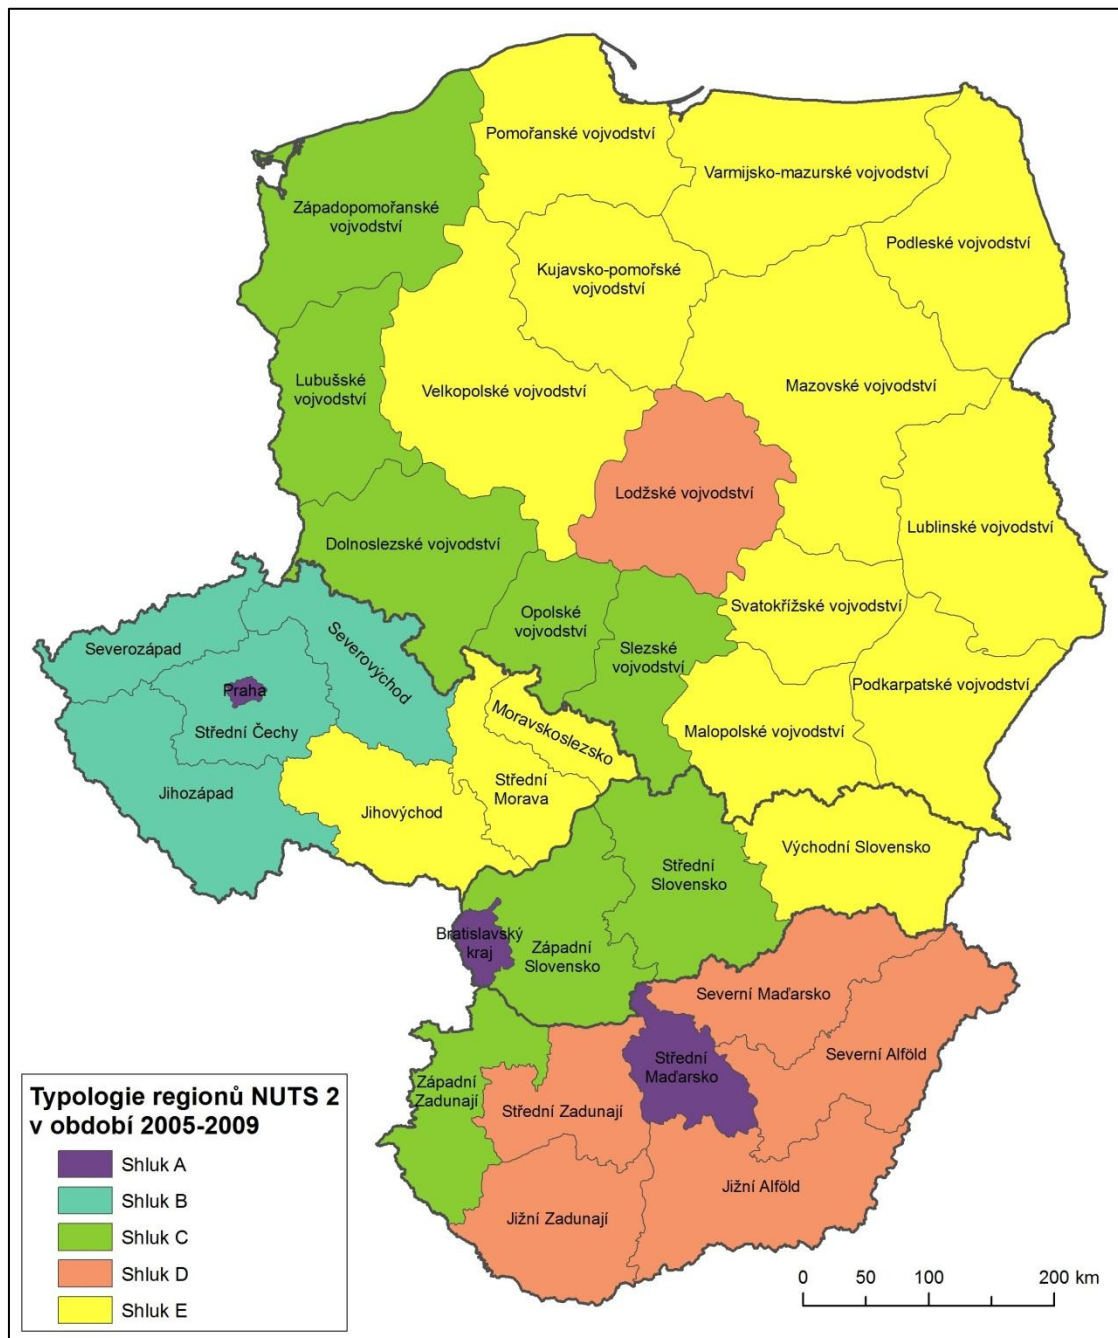 Pomořanské vojvodství
Varmijsko-mazurské vojvodství
Západopomořanské
vojvodství
Podleské vojvodství
Kujavsko-pomořské
vojvodství
Lubušské
vojvodství
Velkopolské vojvodství
Mazovské vojvodství
Lodžské vojvodství
Lublinské vojvodství
Dolnoslezské vojvodství
Opolské
vojvodství
Svatokřížské vojvodství
Slezské
vojvodství
Severozápad
Severovýchod
Praha
Střední Čechy
Podkarpatské vojvodství
Moravskoslezsko
Malopolské vojvodství
Jihozápad
Střední
Morava
Jihovýchod
Východní Slovensko
Střední
Slovensko
Bratislavský
kraj
Západní
Slovensko
Severní Maďarsko
Severní Alföld
Střední
Maďarsko
Západní
Zadunají
Střední Zadunají
Jižní Alföld
Jižní Zadunají
Typologie regionů NUTS 2
v období 2005-2009
Shluk A
Shluk B
Shluk C
Shluk D
Shluk E
0 50 100 200 km